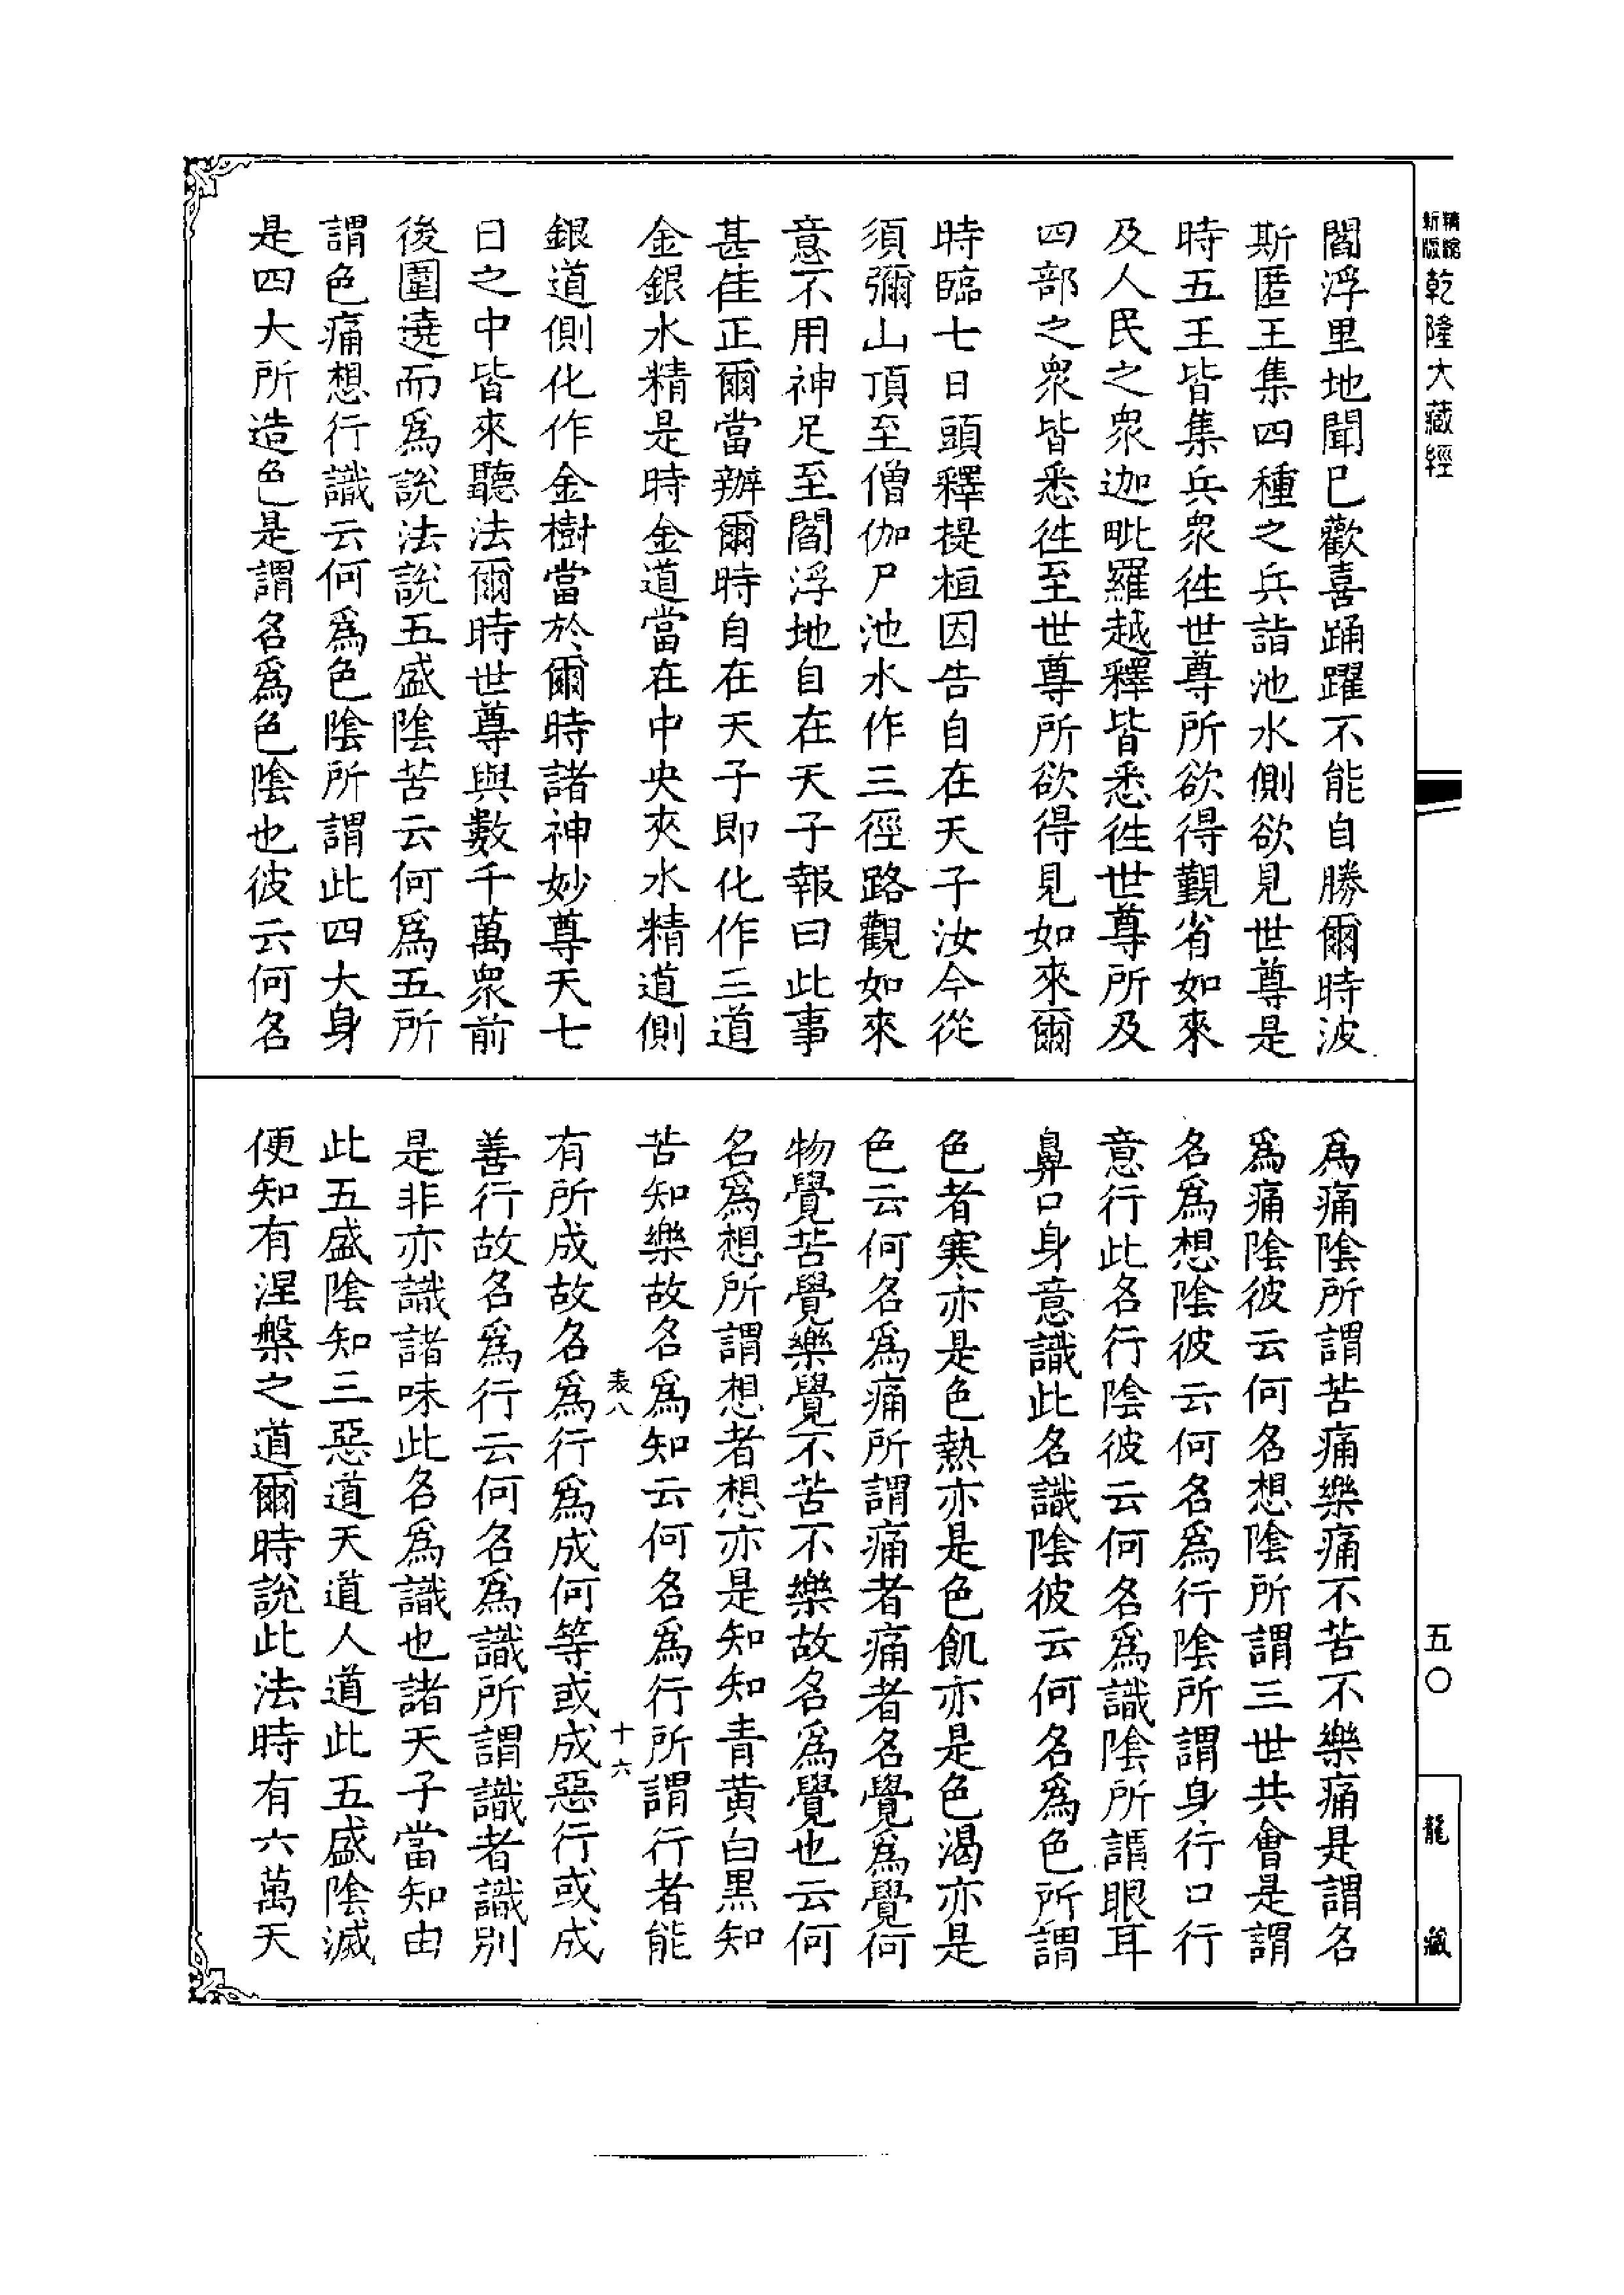 乾隆大藏經
五〇
龍藏
閻浮里地聞已歡喜踊躍不能自勝爾時波
斯匿王集四種之兵詣池水側欲見世尊是
時五王皆集兵眾徃世尊所欲得覲省如來
及人民之眾迦毗羅越釋皆悉徃世尊所及
四部之眾皆悉徃至世尊所欲得見如來爾
時臨七日頭釋提桓因告自在天子汝今從
須彌山頂至僧伽尸池水作三徑路觀如來
意不用神足至閻浮地自在天子報曰此事
甚佳正爾當辦爾時自在天子即化作三道
金銀水精是時金道當在中央夾水精道側
銀道側化作金樹當於爾時諸神妙尊天七
日之中皆來聽法爾時世尊與數千萬眾前
後圍遶而爲說法說五盛陰苦云何爲五所
謂色痛想行識云何爲色陰所謂此四大身
是四大所造色是謂名爲色陰也彼云何名
爲痛陰所謂苦痛樂痛不苦不樂痛是謂名
爲痛陰彼云何名想陰所謂三世共會是謂
名爲想陰彼云何名爲行陰所謂身行口行
意行此名行陰彼云何名爲識陰所謂眼耳
鼻口身意識此名識陰彼云何名爲色所謂
色者寒亦是色熱亦是色飢亦是色渴亦是
色云何名爲痛所謂痛者痛者名覺爲覺何
物覺苦覺樂覺不苦不樂故名爲覺也云何
名爲想所謂想者想亦是知知青黃白黑知
苦知樂故名爲知云何名爲行所謂行者能
表八 十六
有所成故名爲行爲成何等或成惡行或成
善行故名爲行云何名爲識所謂識者識別
是非亦識諸味此名爲識也諸天子當知由
此五盛陰知三惡道天道人道此五盛陰滅
便知有涅槃之道爾時說此法時有六萬天